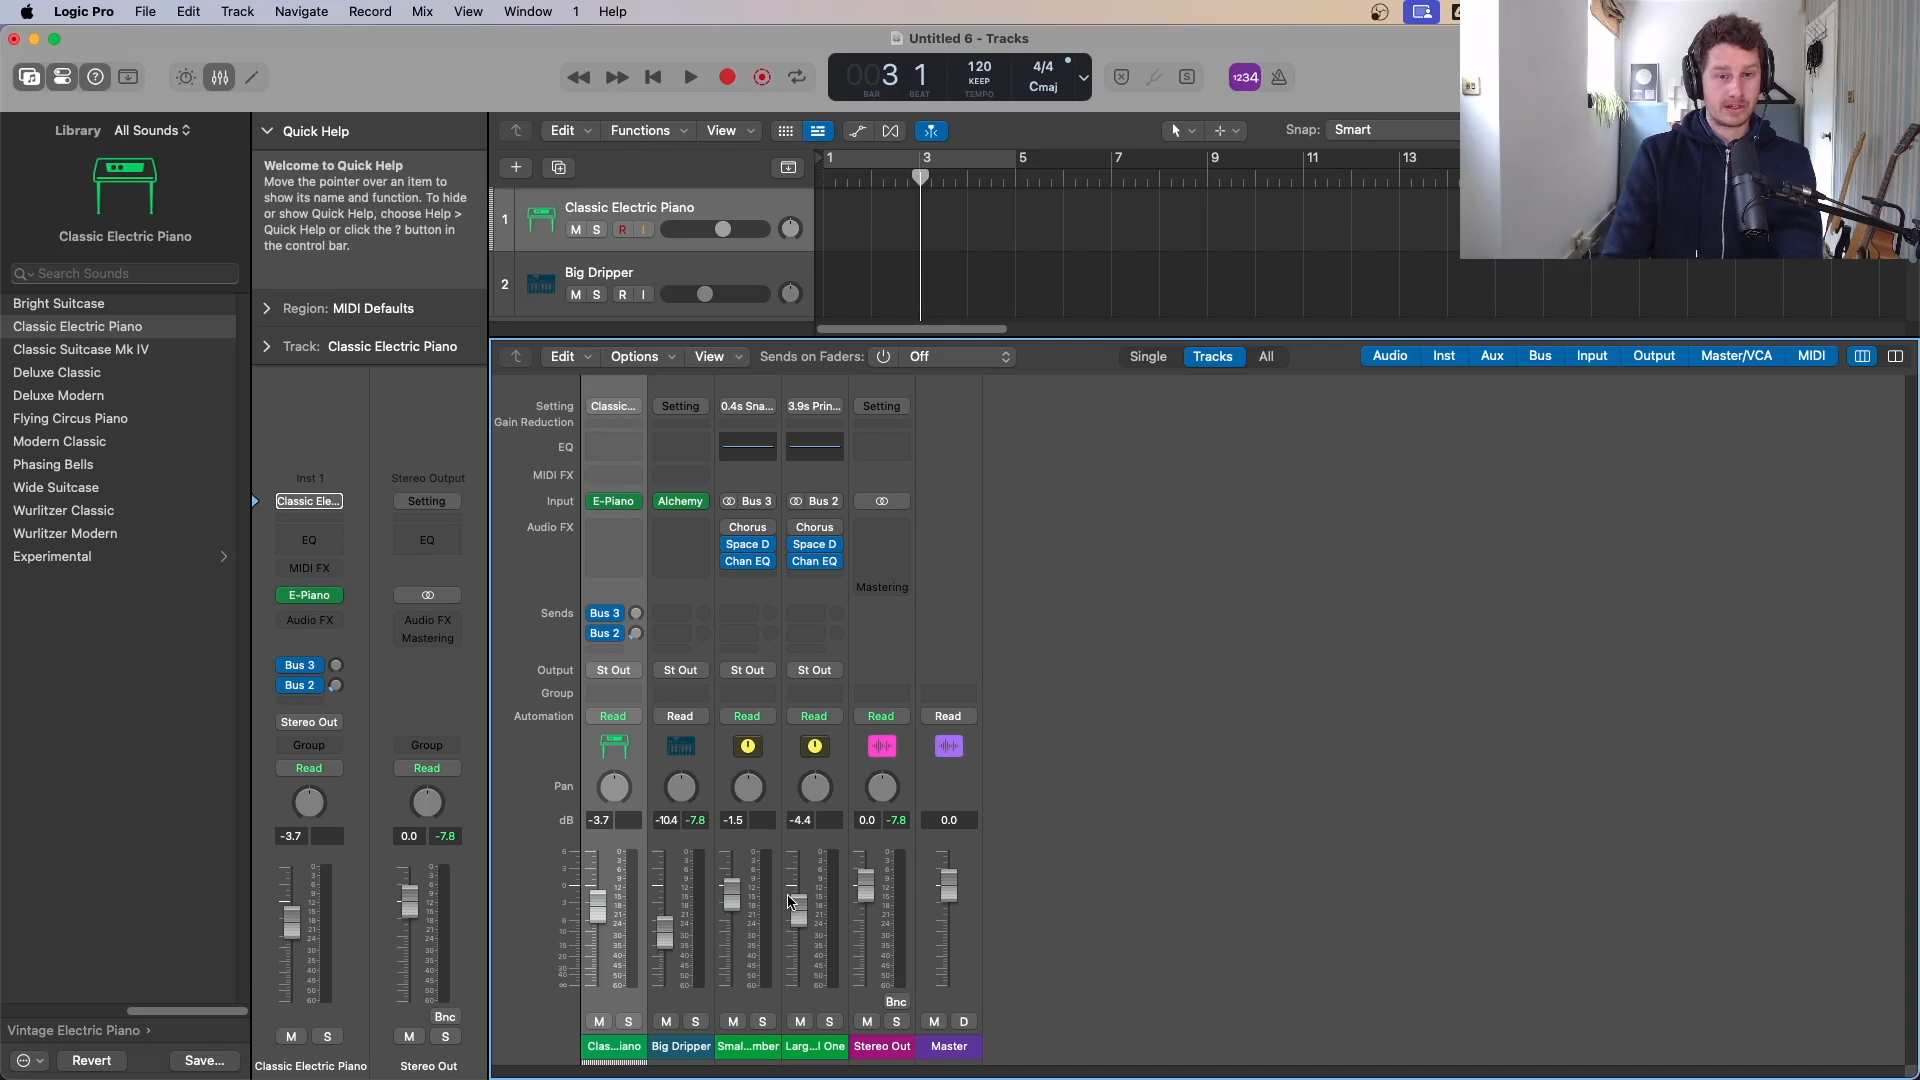 Logic Pro File Edit Track Navigate Record Mix View Window 1 Help
Untitled 6 - Tracks
003 1 120 4/4
KEEP Cmaj
BAR BEAT TEMPO
1234
S
Library All Sounds
Classic Electric Piano
Search Sounds
Bright Suitcase
Classic Electric Piano
Classic Suitcase Mk IV
Deluxe Classic
Deluxe Modern
Flying Circus Piano
Modern Classic
Phasing Bells
Wide Suitcase
Wurlitzer Classic
Wurlitzer Modern
Experimental
Vintage Electric Piano
Revert Save...
Quick Help
Welcome to Quick Help
Move the pointer over an item to
show its name and function. To hide
or show Quick Help, choose Help >
Quick Help or click the ? button in
the control bar.
Region: MIDI Defaults
Track: Classic Electric Piano
Inst 1 Stereo Output
Classic Ele... Setting
EQ EQ
MIDI FX
E-Piano
Audio FX Audio FX
Mastering
Bus 3
Bus 2
Stereo Out
Group Group
Read Read
-3.7 0.0 -7.8
Bnc
M S M S
Classic Electric Piano Stereo Out
Edit Functions View Snap: Smart
1 3 5 7 9 11 13
1 Classic Electric Piano
M S R I
2 Big Dripper
M S R I
Edit Options View Sends on Faders: Off Single Tracks All Audio Inst Aux Bus Input Output Master/VCA MIDI
Setting Classic... Setting 0.4s Sna... 3.9s Prin... Setting
Gain Reduction
EQ
MIDI FX
Input E-Piano Alchemy Bus 3 Bus 2
Audio FX Chorus Chorus
Space D Space D
Chan EQ Chan EQ
Mastering
Sends Bus 3
Bus 2
Output St Out St Out St Out St Out
Group
Automation Read Read Read Read Read Read
Pan
dB -3.7 -10.4 -7.8 -1.5 -4.4 0.0 -7.8 0.0
Bnc
M S M S M S M S M S M D
Clas...iano Big Dripper Smal...mber Larg...l One Stereo Out Master